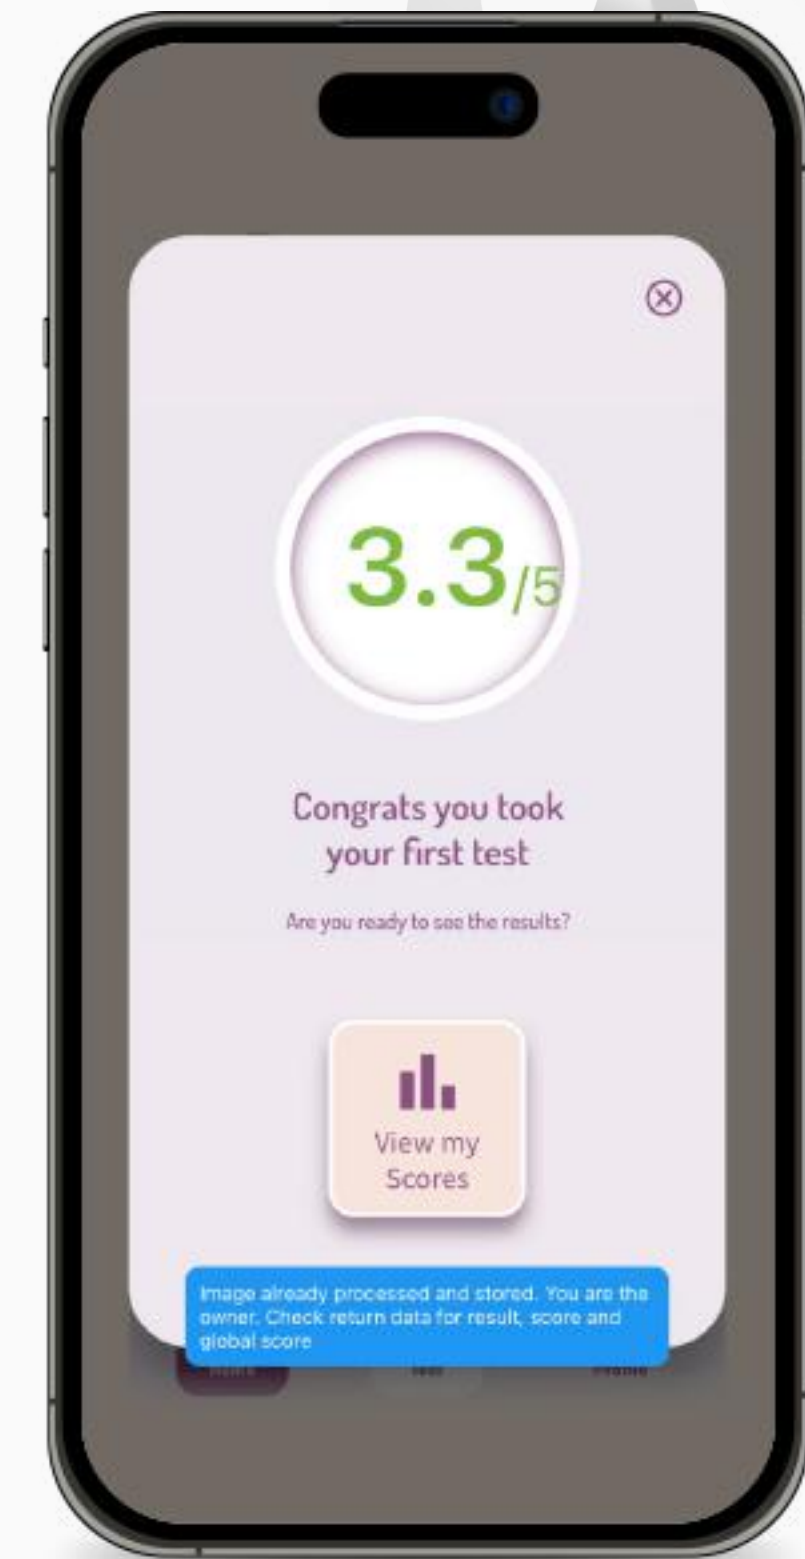 3.3/5
Congrats you took
your first test
Are you ready to see the results?
View my
Scores
Image already processed and stored. You are the
owner. Check return data for result, score and
global score